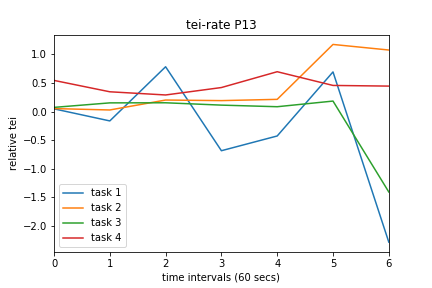 tei-rate P13
1.0
0.5
0.0
−0.5
−1.0
−1.5
−2.0
relative tei
task 1
task 2
task 3
task 4
0 1 2 3 4 5 6
time intervals (60 secs)